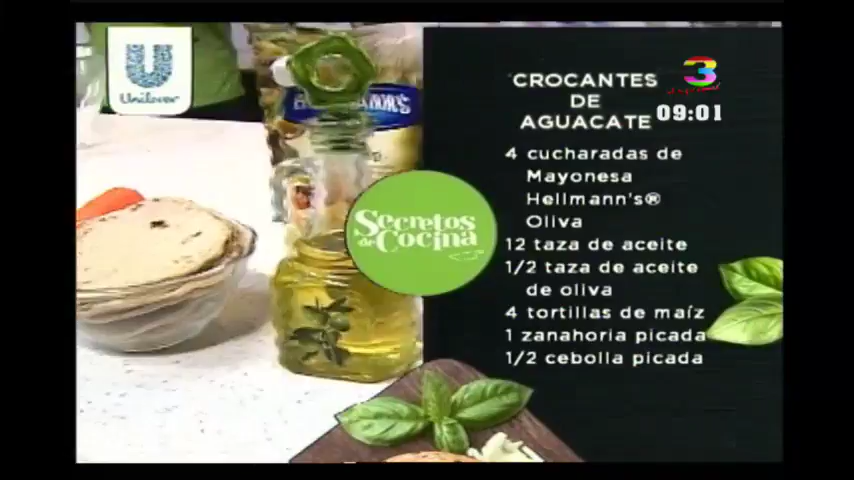 Unilever
CROCANTES
DE
AGUACATE
3
09:01
4 cucharadas de
Mayonesa
Hellmann's®
Oliva
12 taza de aceite
1/2 taza de aceite
de oliva
4 tortillas de maíz
1 zanahoria picada
1/2 cebolla picada
Secretos
de Cocina